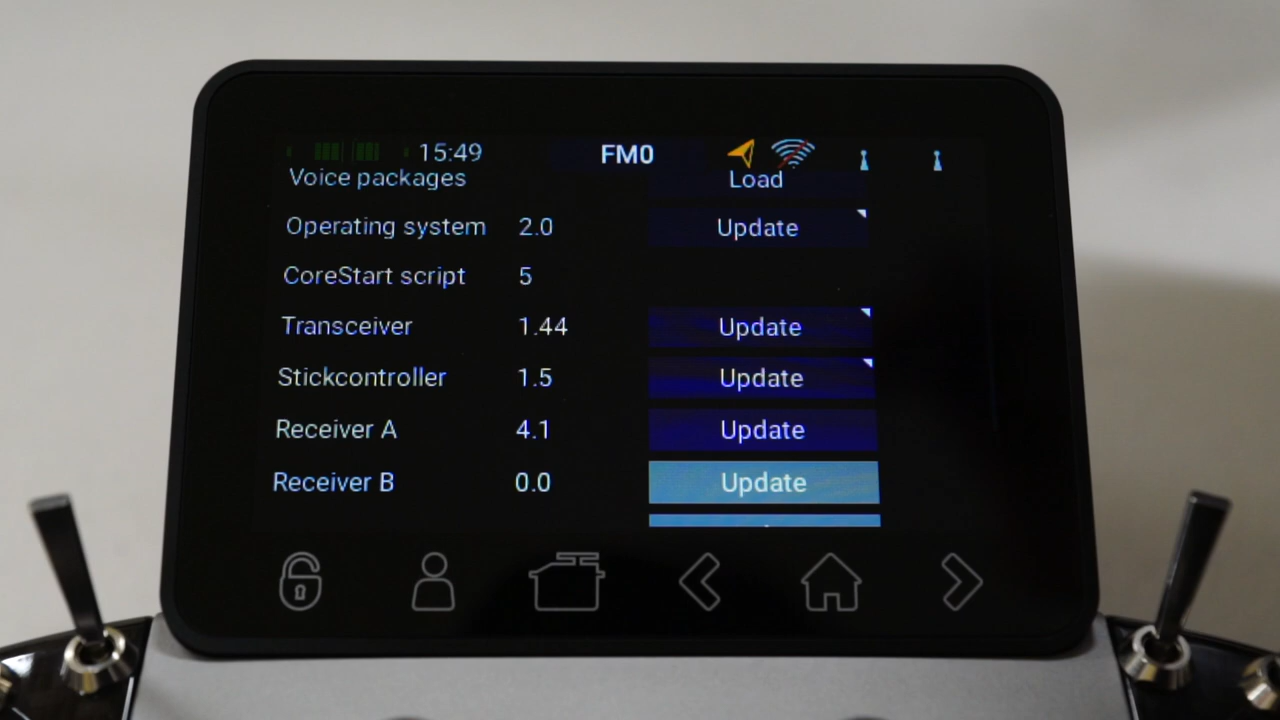 15:49 FM0
Voice packages Load
Operating system 2.0 Update
CoreStart script 5
Transceiver 1.44 Update
Stickcontroller 1.5 Update
Receiver A 4.1 Update
Receiver B 0.0 Update